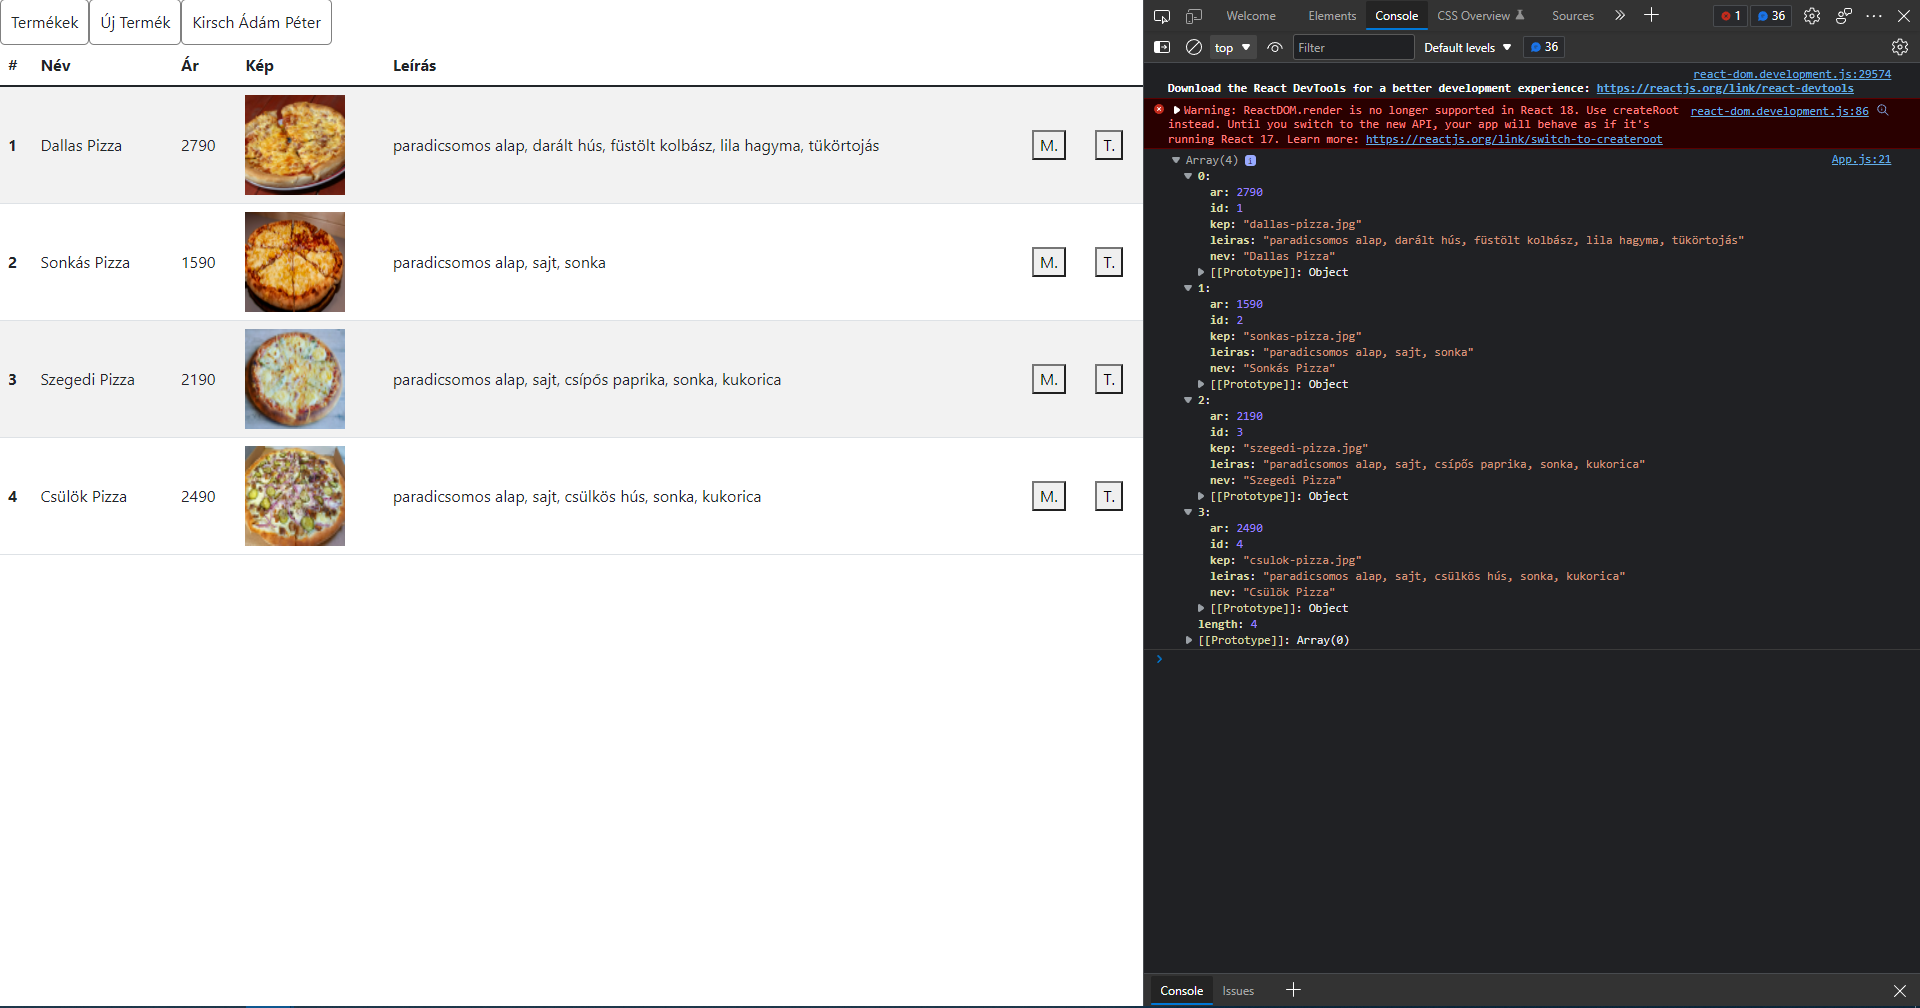 Termékek Új Termék Kirsch Ádám Péter
# Név Ár Kép Leírás
1 Dallas Pizza 2790 paradicsomos alap, darált hús, füstölt kolbász, lila hagyma, tükörtojás M. T.
2 Sonkás Pizza 1590 paradicsomos alap, sajt, sonka M. T.
3 Szegedi Pizza 2190 paradicsomos alap, sajt, csípős paprika, sonka, kukorica M. T.
4 Csülök Pizza 2490 paradicsomos alap, sajt, csülkös hús, sonka, kukorica M. T.
Welcome Elements Console CSS Overview Sources 1 36
top Filter Default levels 36
react-dom.development.js:29574
Download the React DevTools for a better development experience: https://reactjs.org/link/react-devtools
Warning: ReactDOM.render is no longer supported in React 18. Use createRoot react-dom.development.js:86
instead. Until you switch to the new API, your app will behave as if it's
running React 17. Learn more: https://reactjs.org/link/switch-to-createroot
Array(4) i App.js:21
0:
ar: 2790
id: 1
kep: "dallas-pizza.jpg"
leiras: "paradicsomos alap, darált hús, füstölt kolbász, lila hagyma, tükörtojás"
nev: "Dallas Pizza"
[[Prototype]]: Object
1:
ar: 1590
id: 2
kep: "sonkas-pizza.jpg"
leiras: "paradicsomos alap, sajt, sonka"
nev: "Sonkás Pizza"
[[Prototype]]: Object
2:
ar: 2190
id: 3
kep: "szegedi-pizza.jpg"
leiras: "paradicsomos alap, sajt, csípős paprika, sonka, kukorica"
nev: "Szegedi Pizza"
[[Prototype]]: Object
3:
ar: 2490
id: 4
kep: "csulok-pizza.jpg"
leiras: "paradicsomos alap, sajt, csülkös hús, sonka, kukorica"
nev: "Csülök Pizza"
[[Prototype]]: Object
length: 4
[[Prototype]]: Array(0)
Console Issues